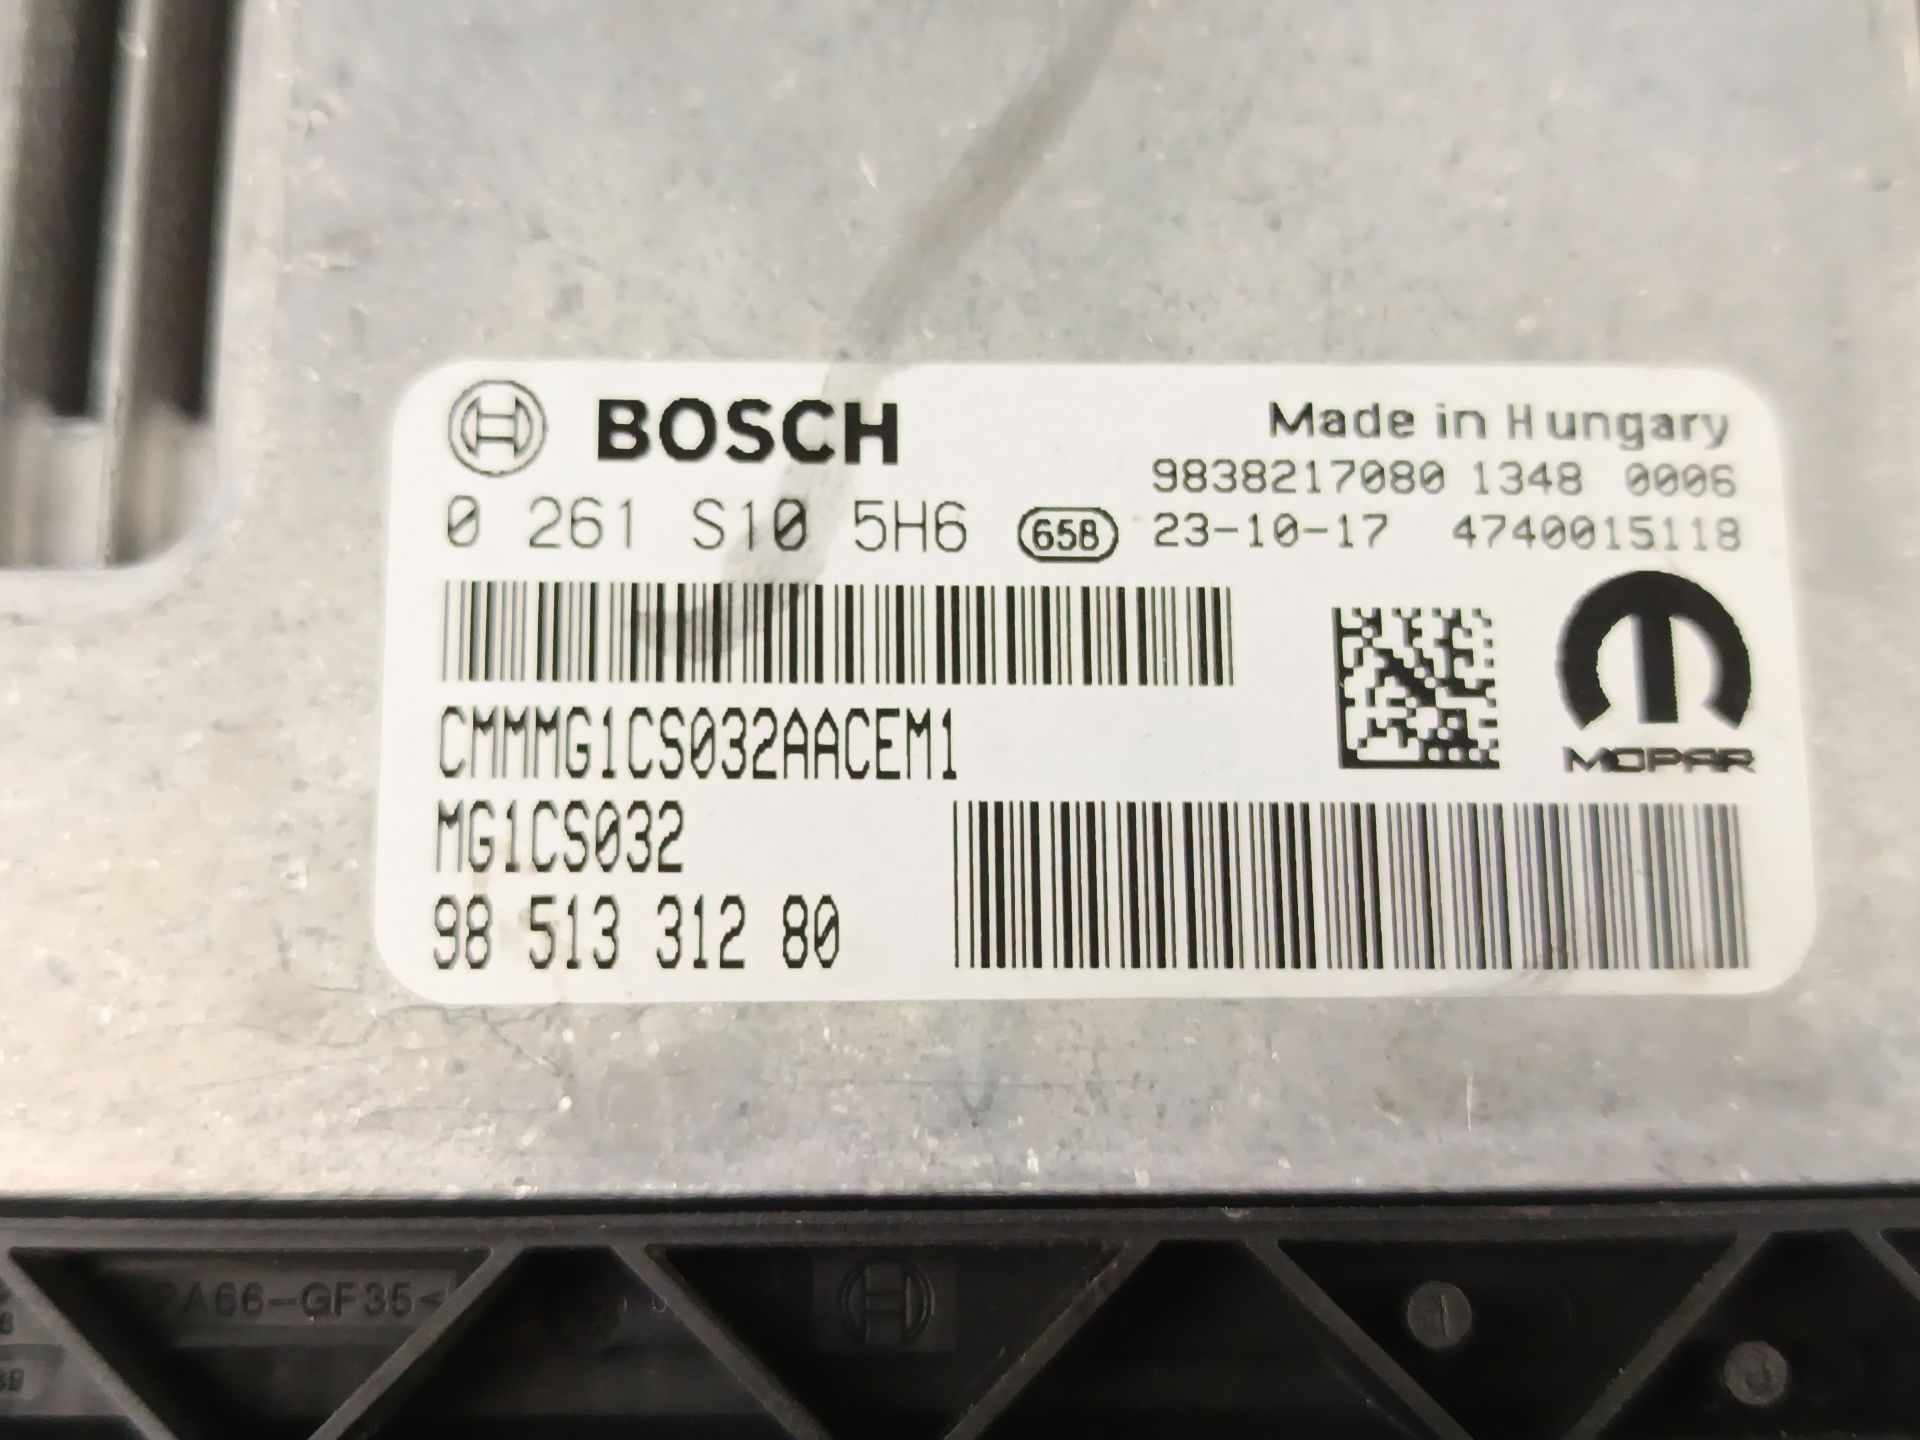 BOSCH
Made in Hungary
9838217080 1348 0006
0 261 S10 5H6 658 23-10-17 4740015118
CMMMG1CS032AACEM1
MOPAR
MG1CS032
98 513 312 80
PA66-GF35<